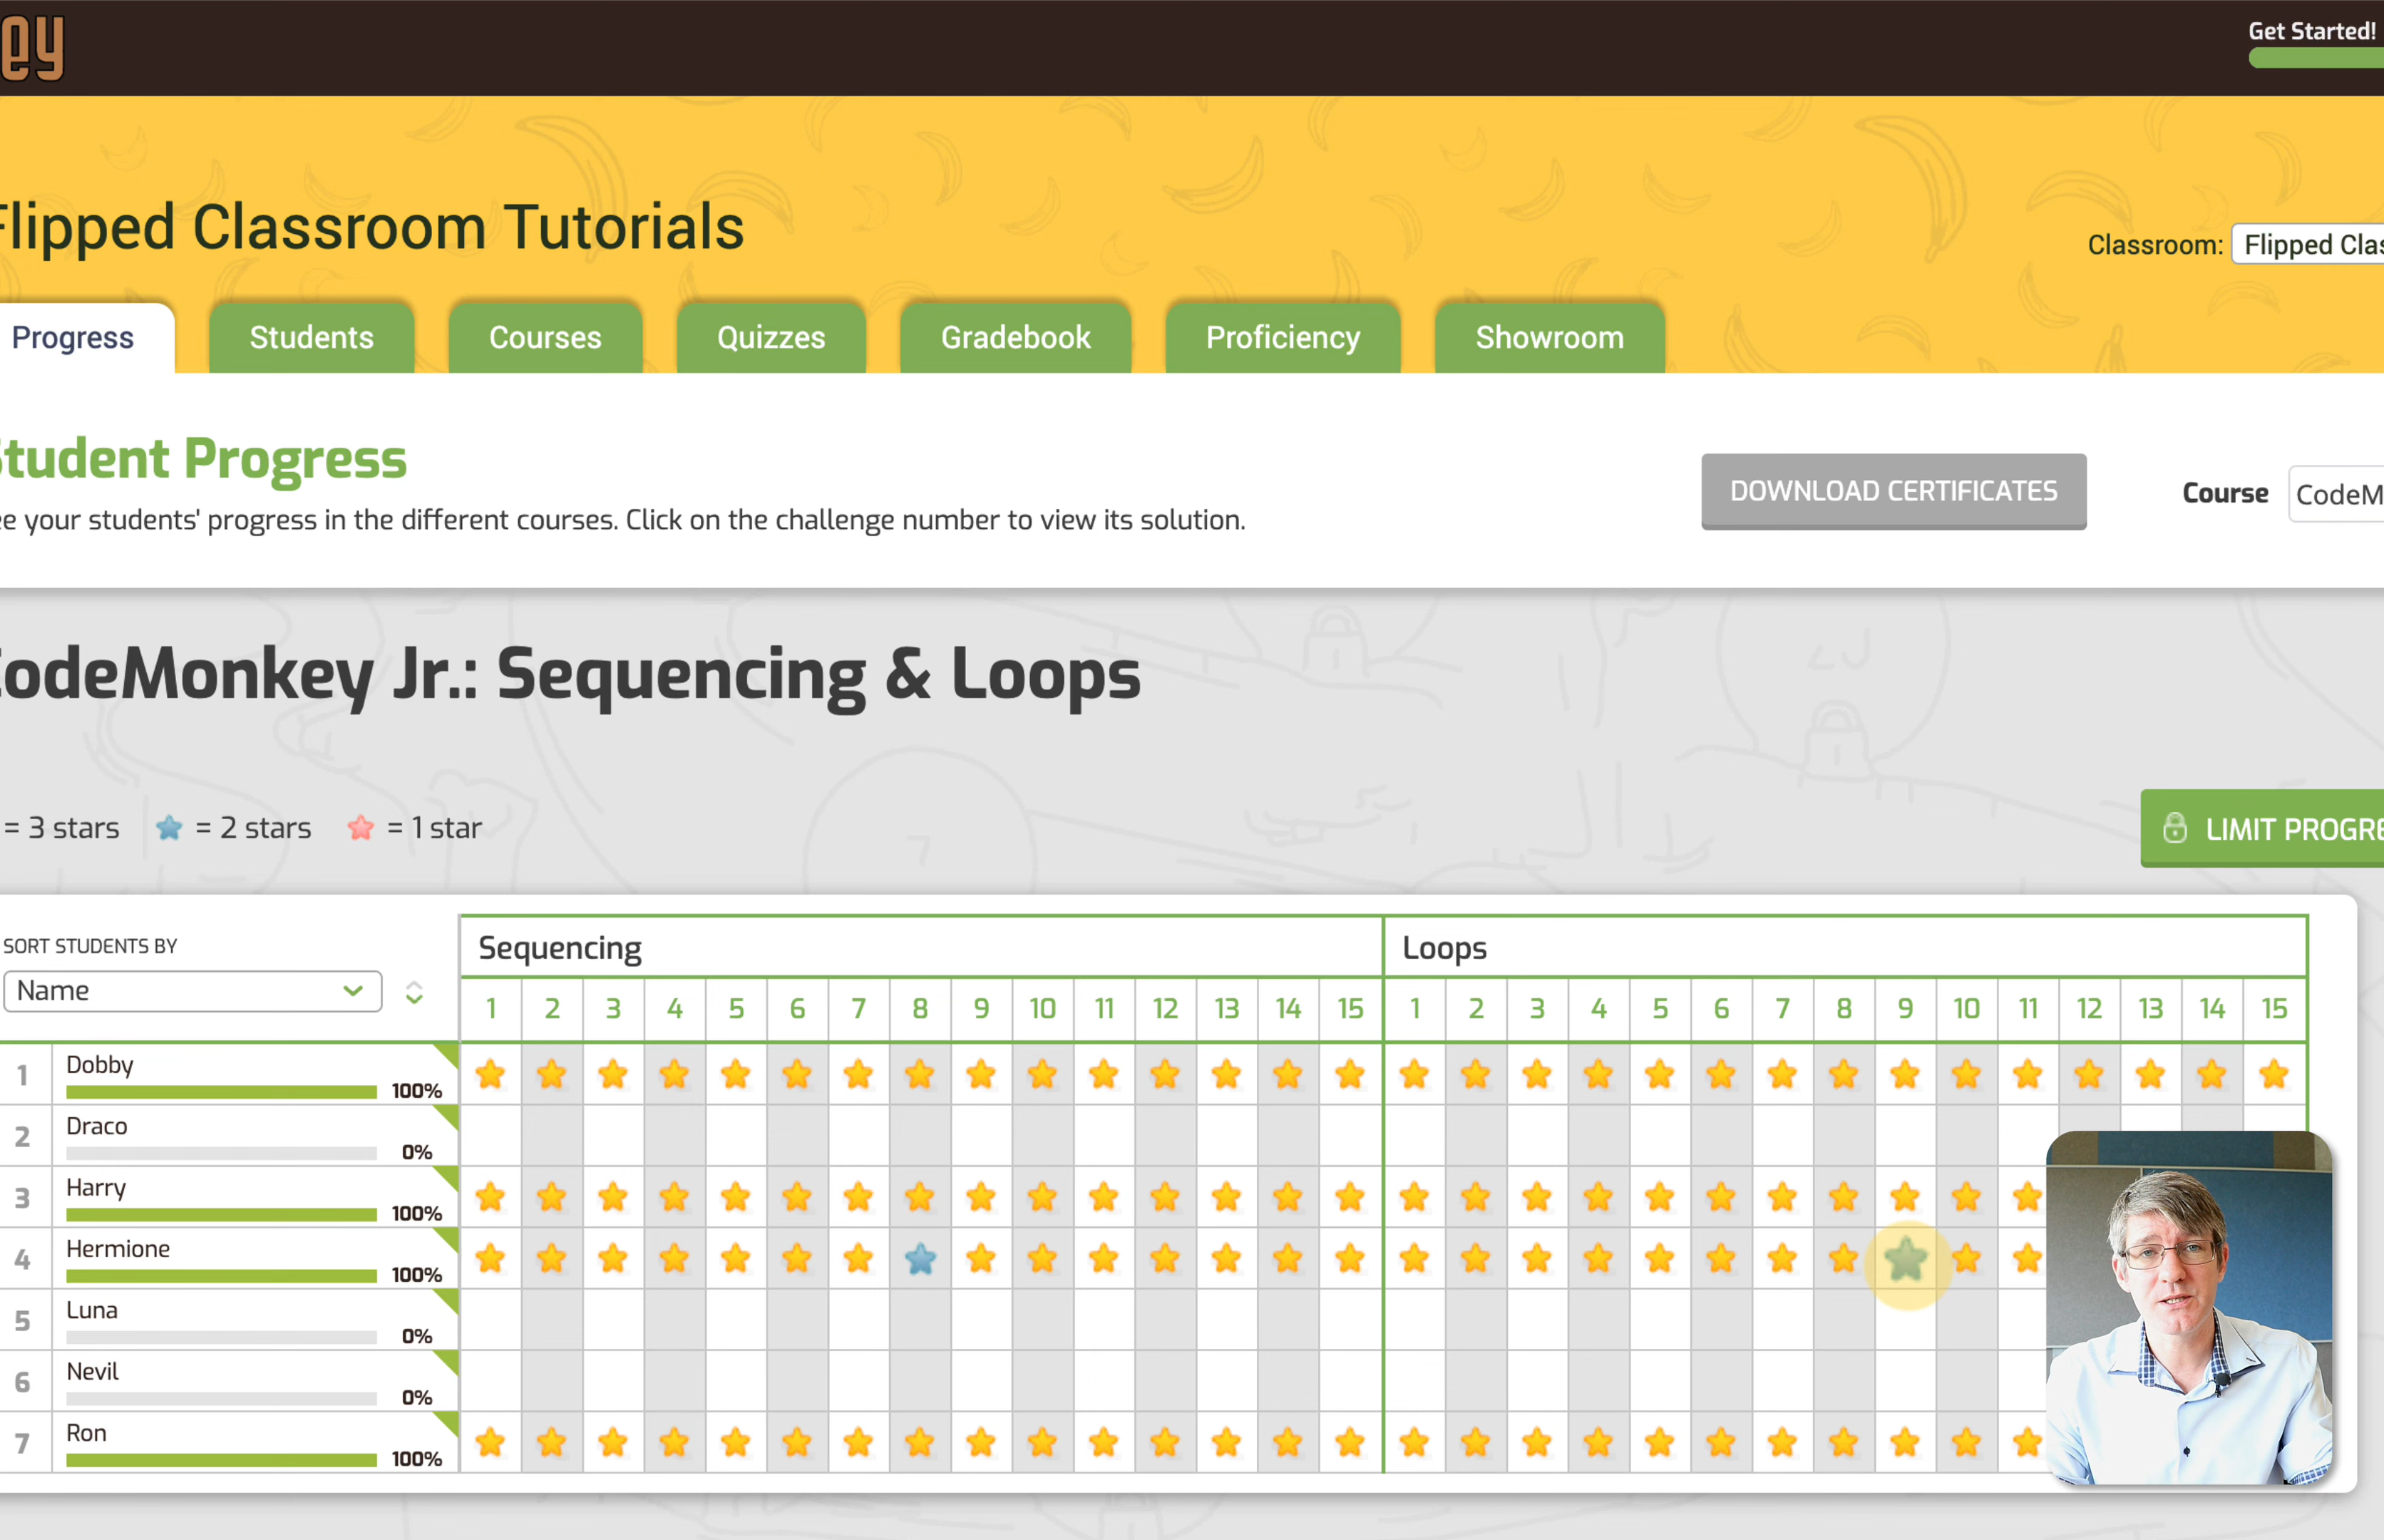 ey
Get Started!
Flipped Classroom Tutorials
Classroom: Flipped Clas
Progress Students Courses Quizzes Gradebook Proficiency Showroom
Student Progress
DOWNLOAD CERTIFICATES
Course CodeM
ee your students' progress in the different courses. Click on the challenge number to view its solution.
CodeMonkey Jr.: Sequencing & Loops
= 3 stars = 2 stars = 1 star
LIMIT PROGRE
SORT STUDENTS BY
Name
Sequencing Loops
1 2 3 4 5 6 7 8 9 10 11 12 13 14 15 1 2 3 4 5 6 7 8 9 10 11 12 13 14 15
1 Dobby 100%
2 Draco 0%
3 Harry 100%
4 Hermione 100%
5 Luna 0%
6 Nevil 0%
7 Ron 100%